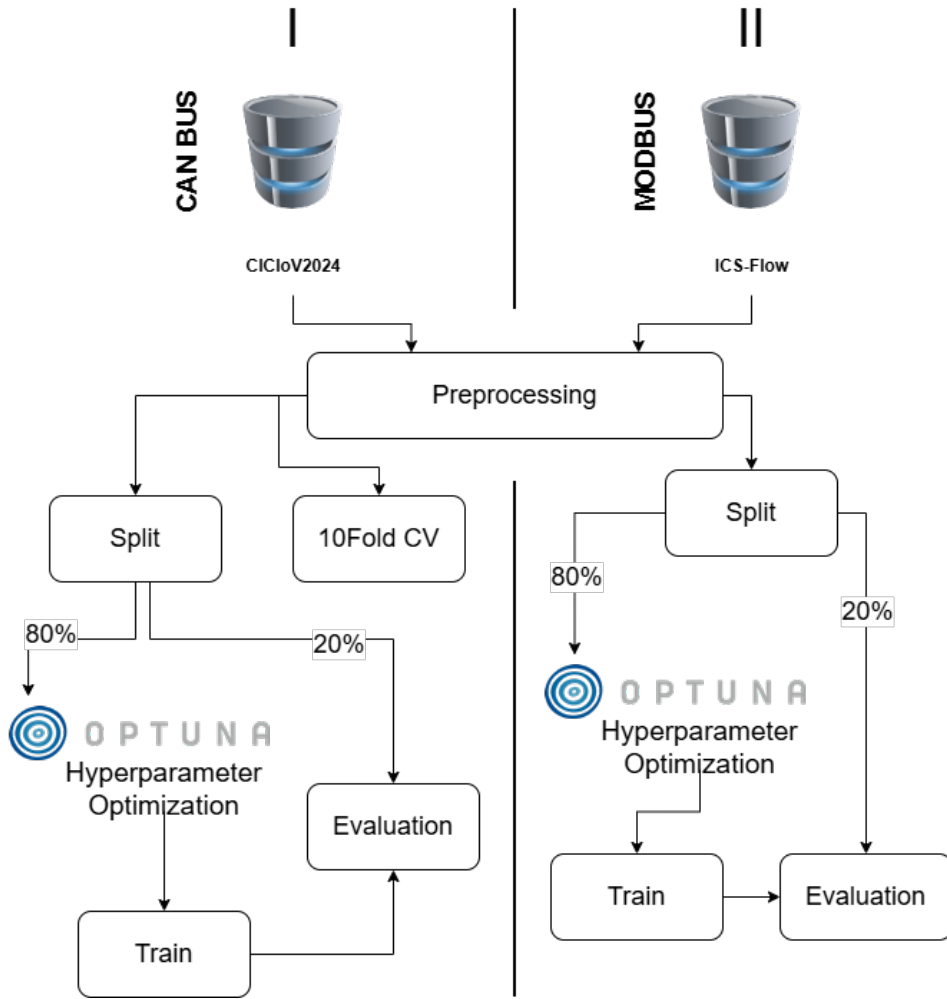 I
II
CAN BUS
MODBUS
CICIoV2024
ICS-Flow
Preprocessing
Split
10Fold CV
Split
80%
20%
80%
20%
OPTUNA
Hyperparameter
Optimization
OPTUNA
Hyperparameter
Optimization
Evaluation
Train
Train
Evaluation